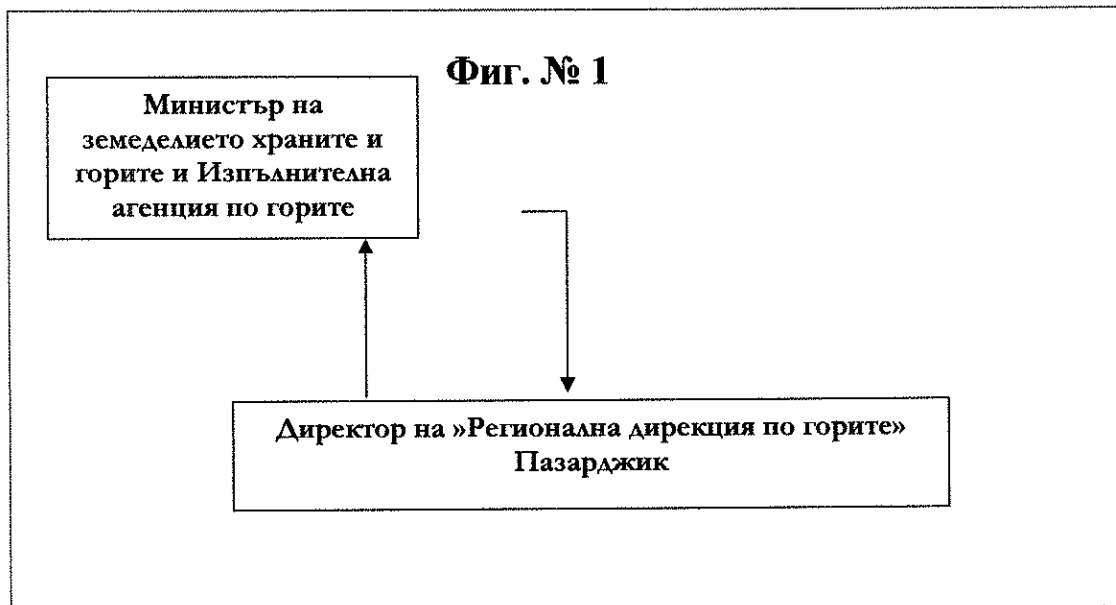 Фиг. № 1
Министър на
земеделието храните и
горите и Изпълнителна
агенция по горите
Директор на »Регионална дирекция по горите»
Пазарджик